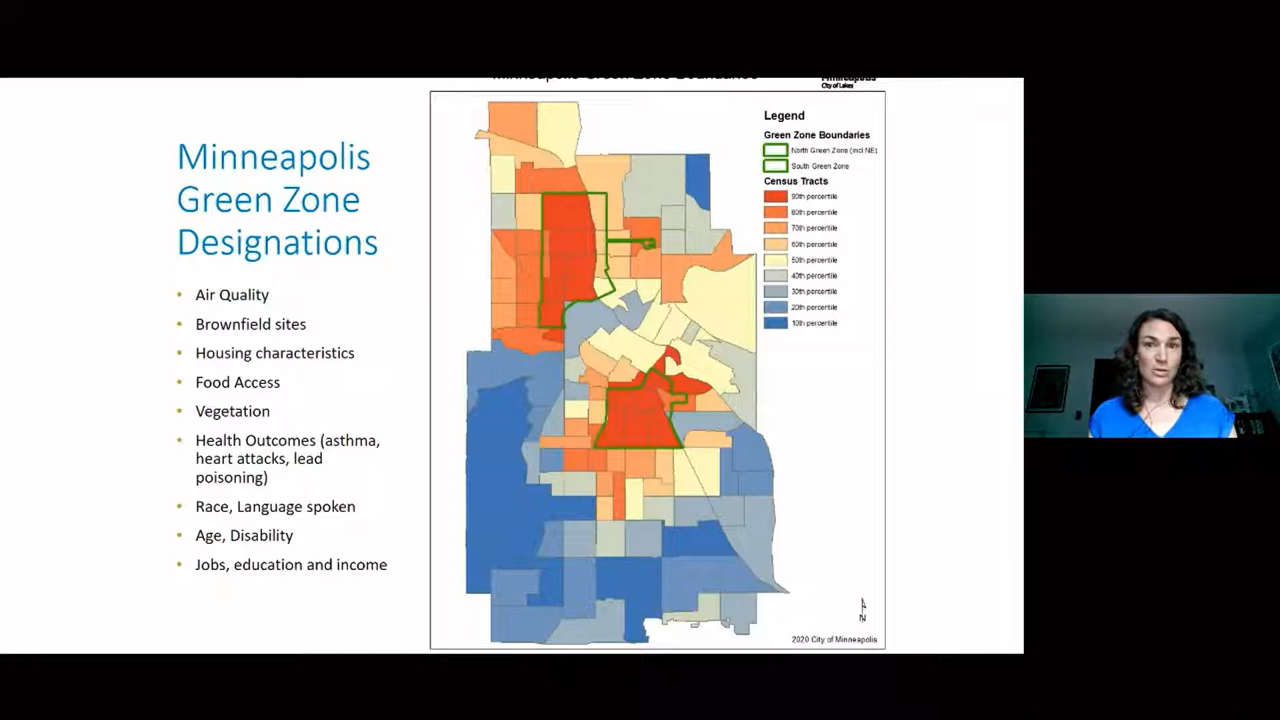 Minneapolis Green Zone Boundaries
Minneapolis
City of Lakes
Minneapolis
Green Zone
Designations
• Air Quality
• Brownfield sites
• Housing characteristics
• Food Access
• Vegetation
• Health Outcomes (asthma,
heart attacks, lead
poisoning)
• Race, Language spoken
• Age, Disability
• Jobs, education and income
Legend
Green Zone Boundaries
North Green Zone (incl NE)
South Green Zone
Census Tracts
90th percentile
80th percentile
70th percentile
60th percentile
50th percentile
40th percentile
30th percentile
20th percentile
10th percentile
N
2020 City of Minneapolis